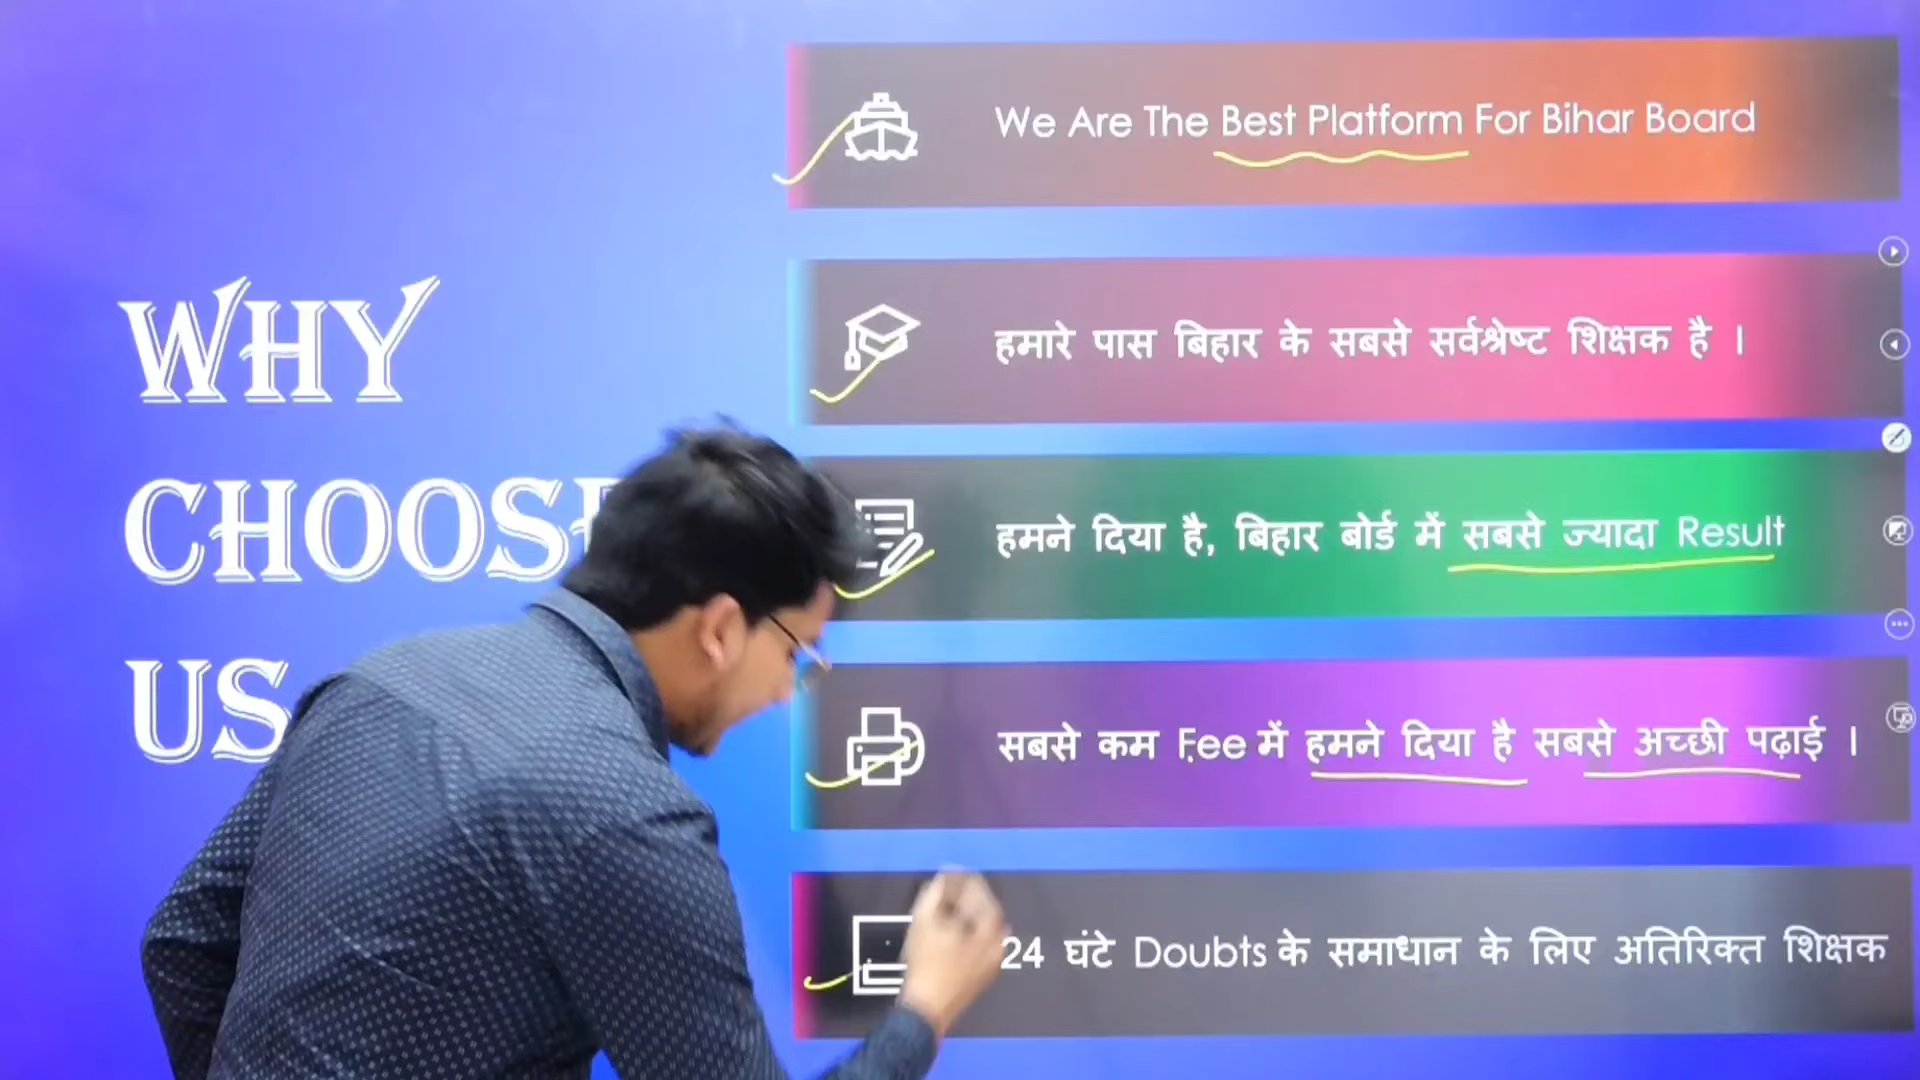 WHY
CHOOSE
US
We Are The Best Platform For Bihar Board
हमारे पास बिहार के सबसे सर्वश्रेष्ट शिक्षक है ।
हमने दिया है, बिहार बोर्ड में सबसे ज्यादा Result
सबसे कम Fee में हमने दिया है सबसे अच्छी पढ़ाई ।
24 घंटे Doubts के समाधान के लिए अतिरिक्त शिक्षक